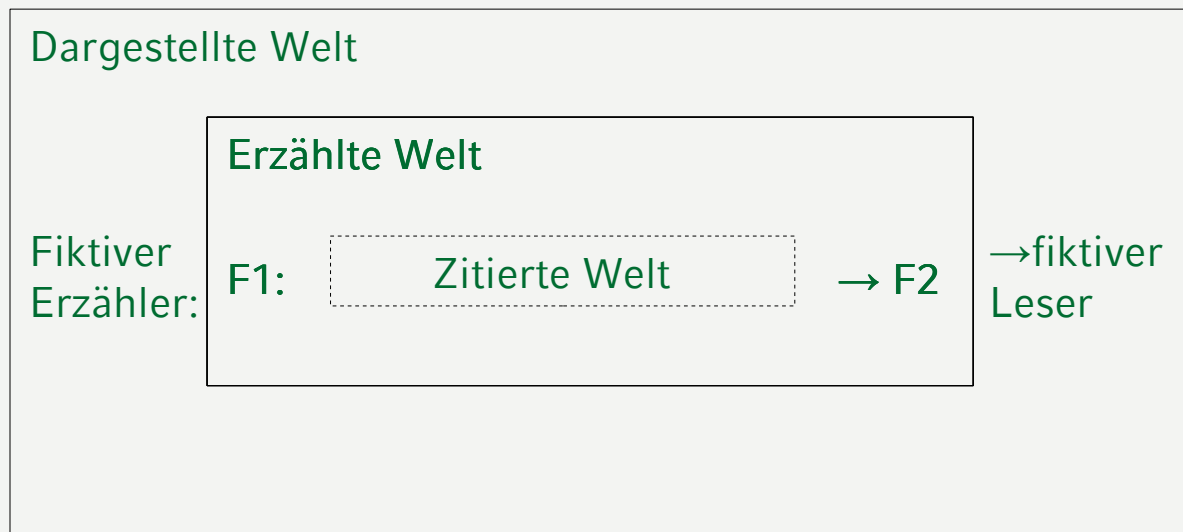 Dargestellte Welt
Erzählte Welt
Fiktiver
Erzähler:
F1:
Zitierte Welt
→ F2
→fiktiver
Leser